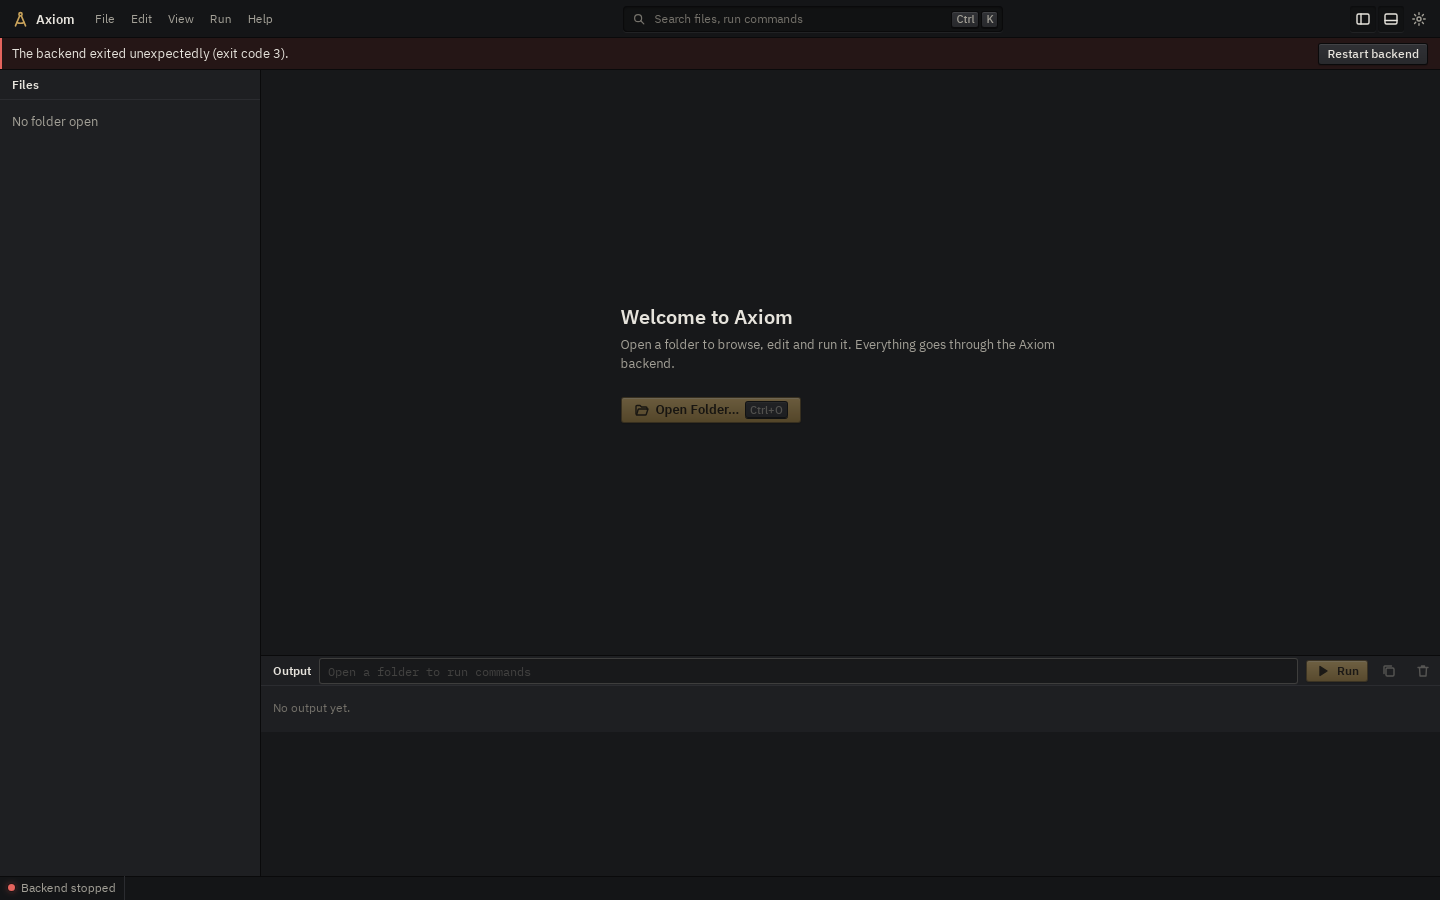 Axiom File Edit View Run Help Search files, run commands Ctrl K
The backend exited unexpectedly (exit code 3). Restart backend
Files
No folder open
Welcome to Axiom
Open a folder to browse, edit and run it. Everything goes through the Axiom
backend.
Open Folder... Ctrl+O
Output Open a folder to run commands Run
No output yet.
Backend stopped